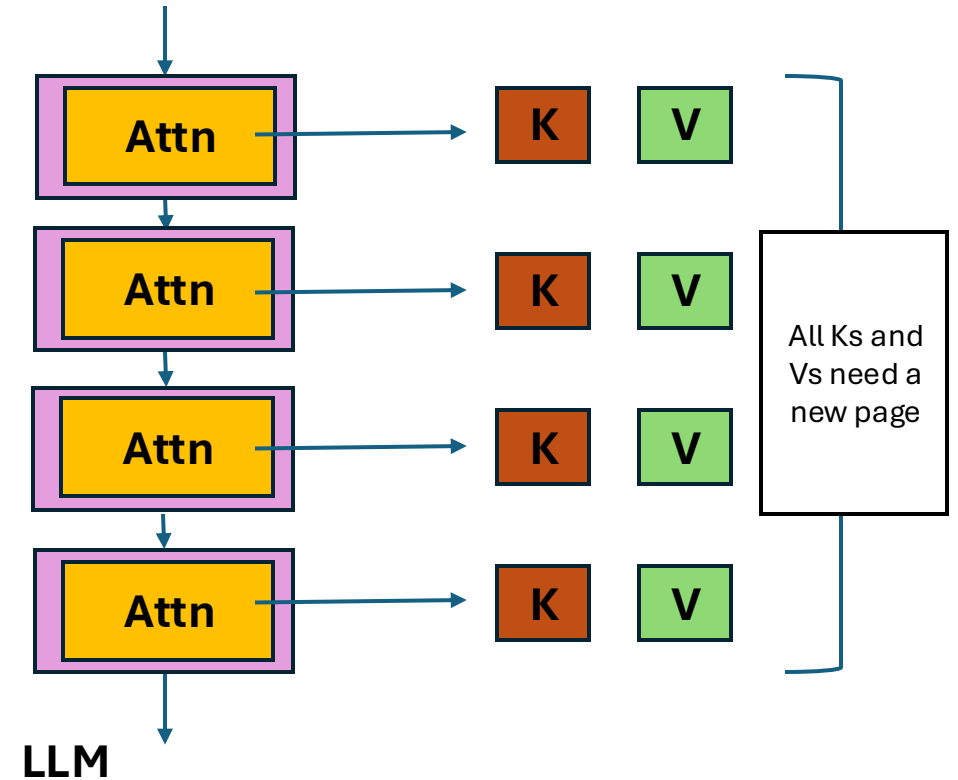 Attn
K
V
Attn
K
V
All Ks and
Vs need a
new page
Attn
K
V
Attn
K
V
LLM